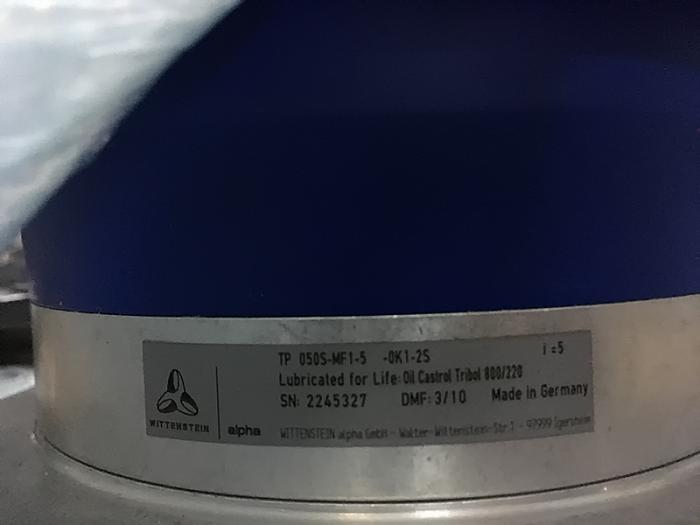 TP 050S-MF1-5 -0K1-2S i=5
Lubricated for Life: Oil Castrol Tribol 800/220
SN: 2245327 DMF: 3/10 Made in Germany
WITTENSTEIN alpha WITTENSTEIN alpha GmbH - Walter-Wittenstein-Str.1 - 97999 Igersheim